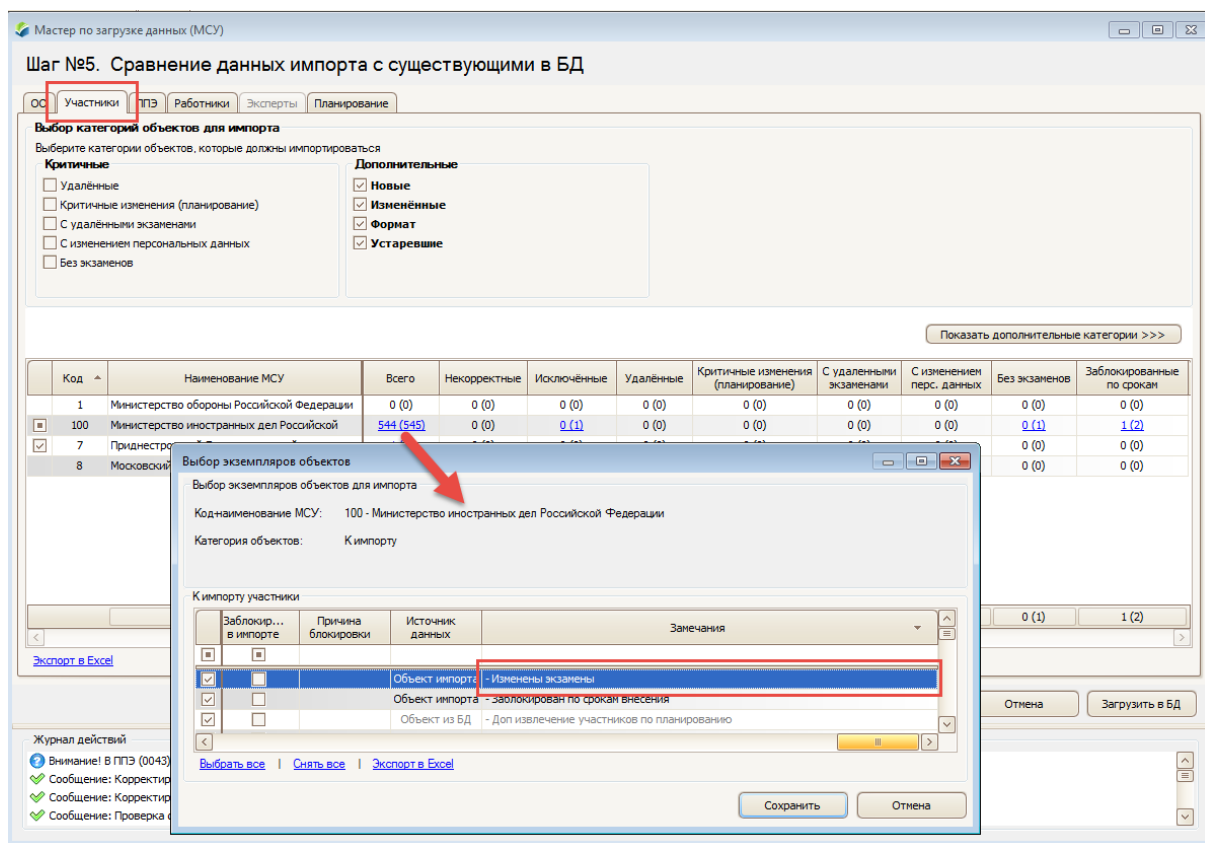 Мастер по загрузке данных (МСУ)
Шаг №5. Сравнение данных импорта с существующими в БД
ОО Участники ППЭ Работники Эксперты Планирование
Выбор категорий объектов для импорта
Выберите категории объектов, которые должны импортироваться
Критичные Дополнительные
Удалённые Новые
Критичные изменения (планирование) Изменённые
С удалёнными экзаменами Формат
С изменением персональных данных Устаревшие
Без экзаменов
Показать дополнительные категории >>>
Код Наименование МСУ Всего Некорректные Исключённые Удалённые Критичные изменения (планирование) С удаленными экзаменами С изменением перс. данных Без экзаменов Заблокированные по срокам
1 Министерство обороны Российской Федерации 0 (0) 0 (0) 0 (0) 0 (0) 0 (0) 0 (0) 0 (0) 0 (0) 0 (0)
100 Министерство иностранных дел Российской 544 (545) 0 (0) 0 (1) 0 (0) 0 (0) 0 (0) 0 (0) 0 (1) 1 (2)
7 0 (0) 0 (0)
8 Московский 0 (0) 0 (0)
Выбор экземпляров объектов
Выбор экземпляров объектов для импорта
Код-наименование МСУ: 100 - Министерство иностранных дел Российской Федерации
Категория объектов: К импорту
К импорту участники
Заблокир... в импорте Причина блокировки Источник данных Замечания
Объект импорта - Изменены экзамены
Объект импорта - Заблокирован по срокам внесения
Объект из БД - Доп извлечение участников по планированию
Выбрать все | Снять все | Экспорт в Excel
Сохранить Отмена
0 (1) 1 (2)
Экспорт в Excel
Отмена Загрузить в БД
Журнал действий
Внимание! В ППЭ (0043)
Сообщение: Корректир
Сообщение: Корректир
Сообщение: Проверка